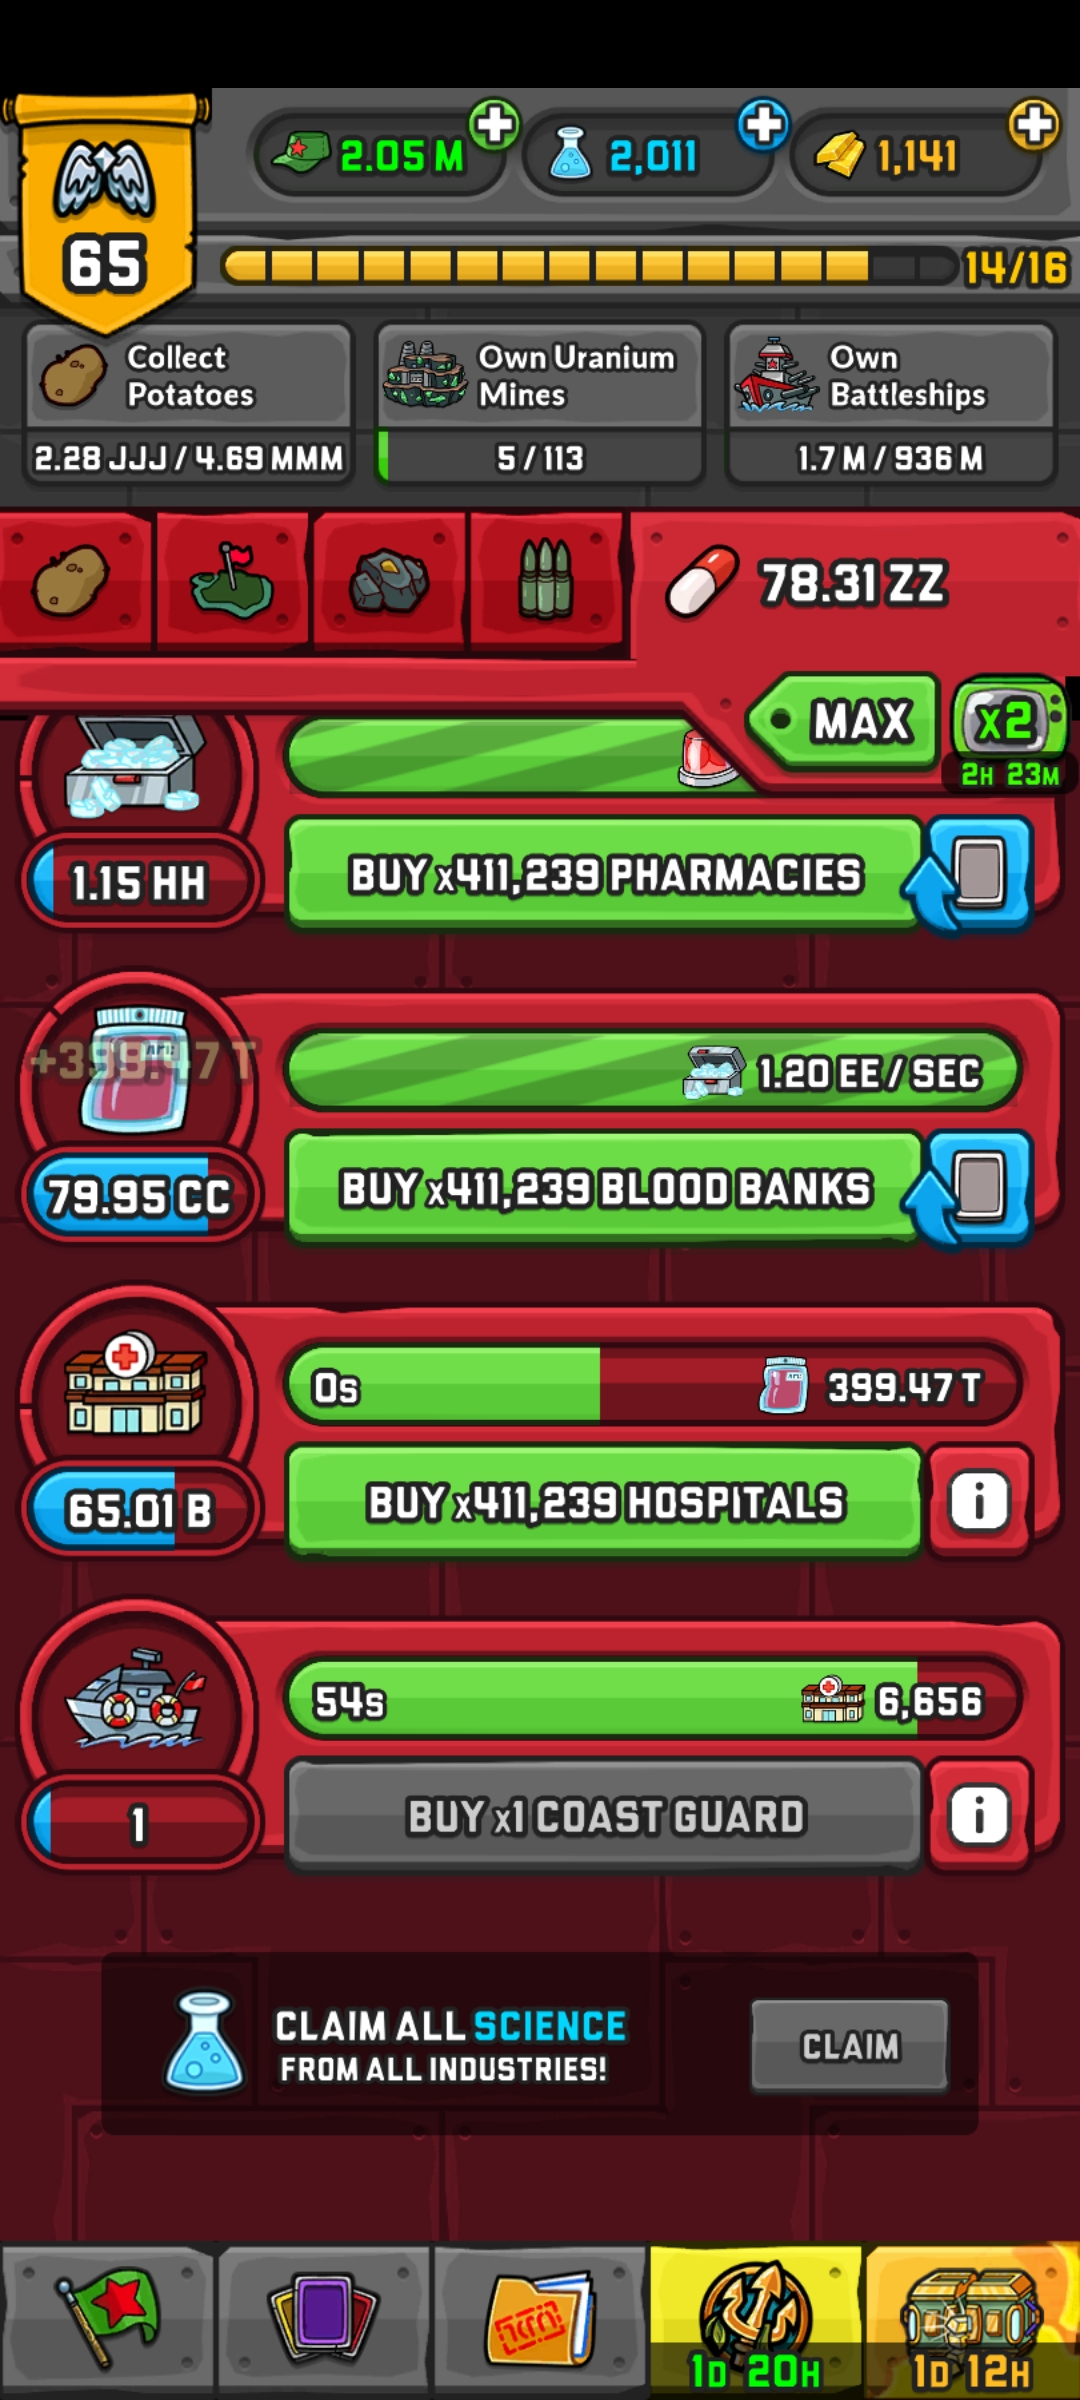 65
2.05 M
2,011
1,141
14/16
Collect
Potatoes
2.28 JJJ / 4.69 MMM
Own Uranium
Mines
5 / 113
Own
Battleships
1.7 M / 936 M
78.31 ZZ
MAX
x2
2H 23M
1.15 HH
BUY x411,239 PHARMACIES
+399.47 T
1.20 EE / SEC
79.95 CC
BUY x411,239 BLOOD BANKS
0s
399.47 T
65.01 B
BUY x411,239 HOSPITALS
54s
6,656
1
BUY x1 COAST GUARD
CLAIM ALL SCIENCE
FROM ALL INDUSTRIES!
CLAIM
1D 20H
1D 12H